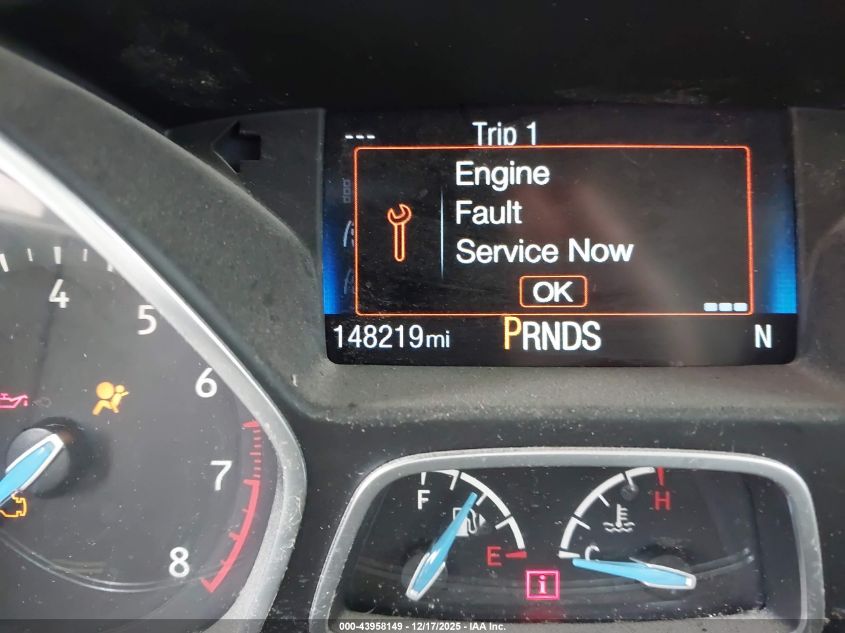 --- Trip 1
Engine
Fault
Service Now
OK
148219mi PRNDS N
4
5
6
7
8
F
E
C
H
i
000-43958149 - 12/17/2025 - IAA Inc.